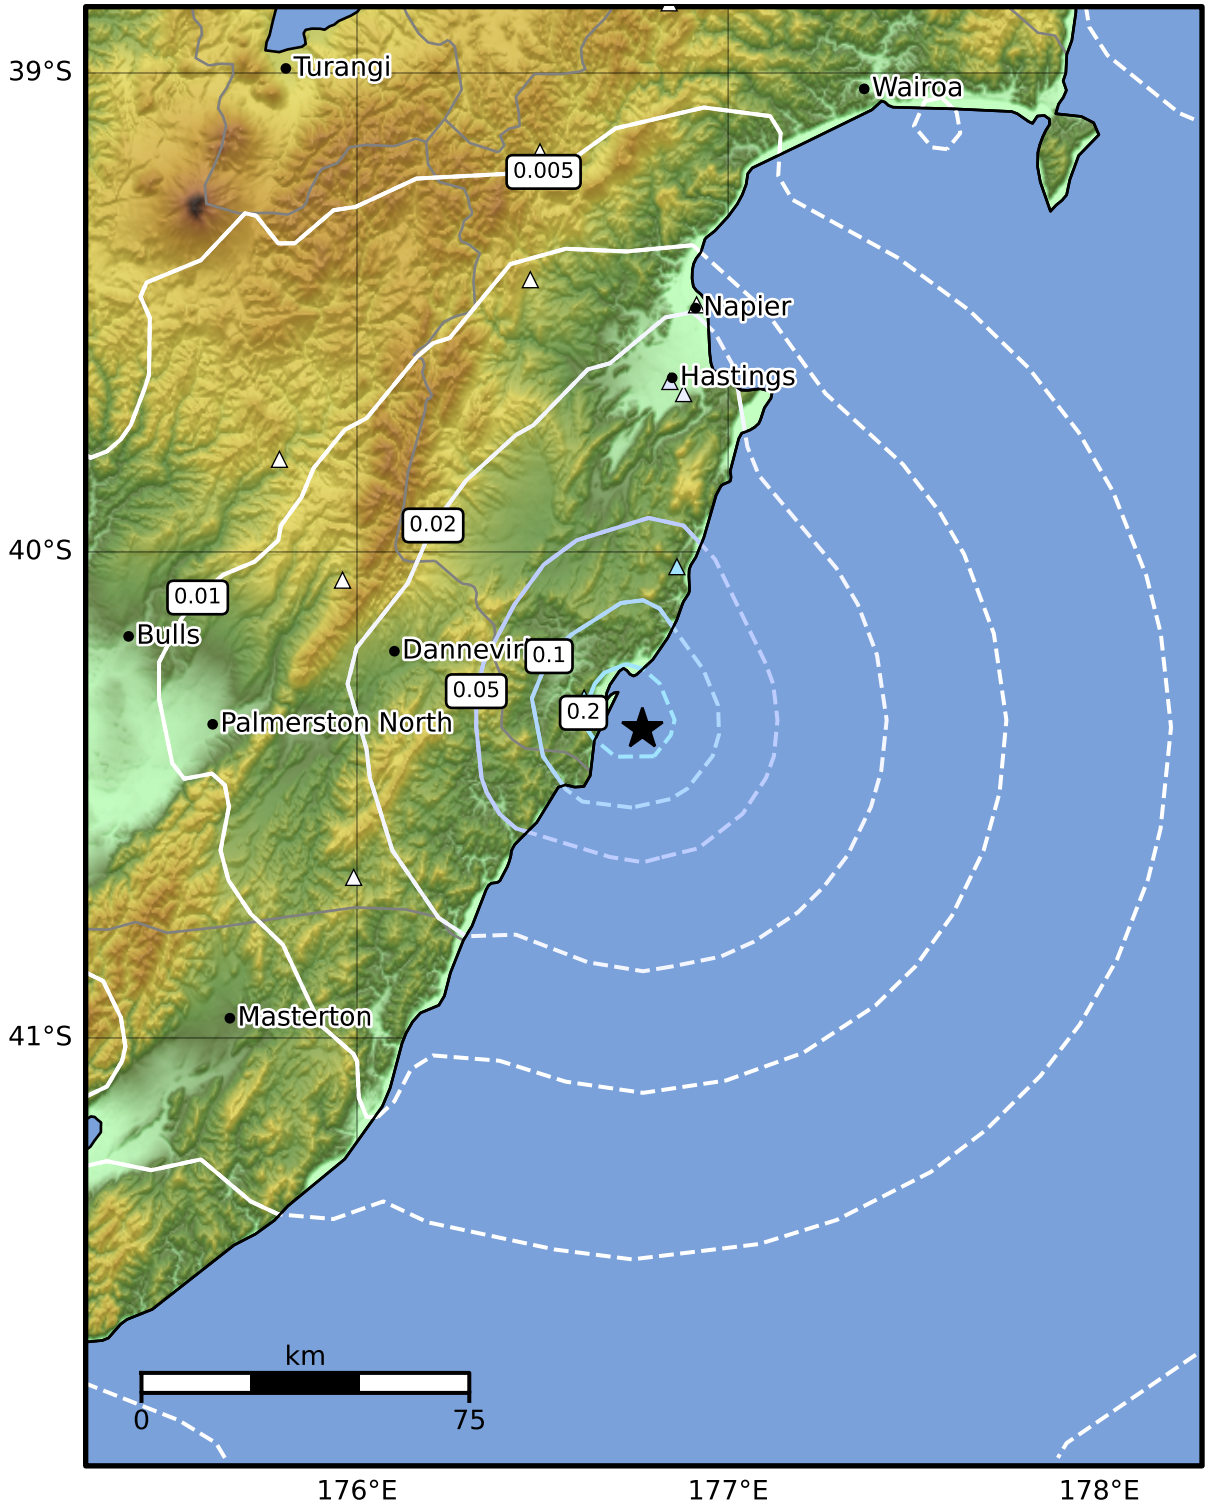 39°S
Turangi
Wairoa
0.005
Napier
Hastings
0.02
40°S
0.01
Bulls
Dannevir
0.1
0.05
0.2
Palmerston North
Masterton
41°S
km
0
75
176°E
177°E
178°E